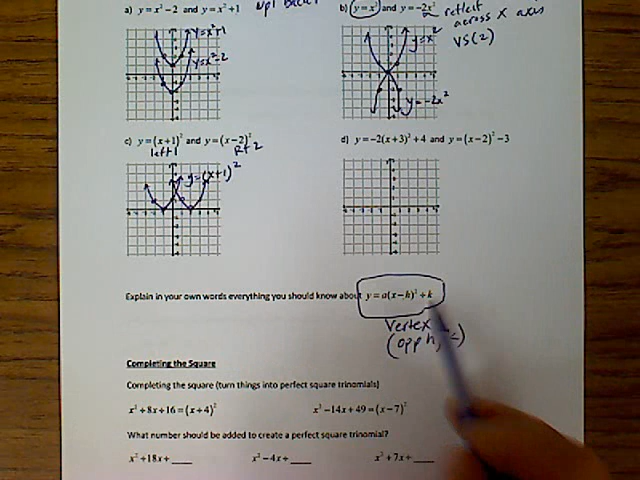 a) y = x² − 2 and y = x² + 1
b) y = x² and y = −2x² reflect
across x axis
VS(2)
y = x² + 1
y = x² − 2
y = x²
y = −2x²
c) y = (x + 1)² and y = (x − 2)²
left 1 rt 2
d) y = −2(x + 3)² + 4 and y = (x − 2)² − 3
y = (x + 1)²
Explain in your own words everything you should know about y = a(x − h)² + k
Vertex
(opp h, k)
Completing the Square
Completing the square (turn things into perfect square trinomials)
x² + 8x + 16 = (x + 4)² x² − 14x + 49 = (x − 7)²
What number should be added to create a perfect square trinomial?
x² + 18x + ____ x² − 4x + ____ x² + 7x + ____